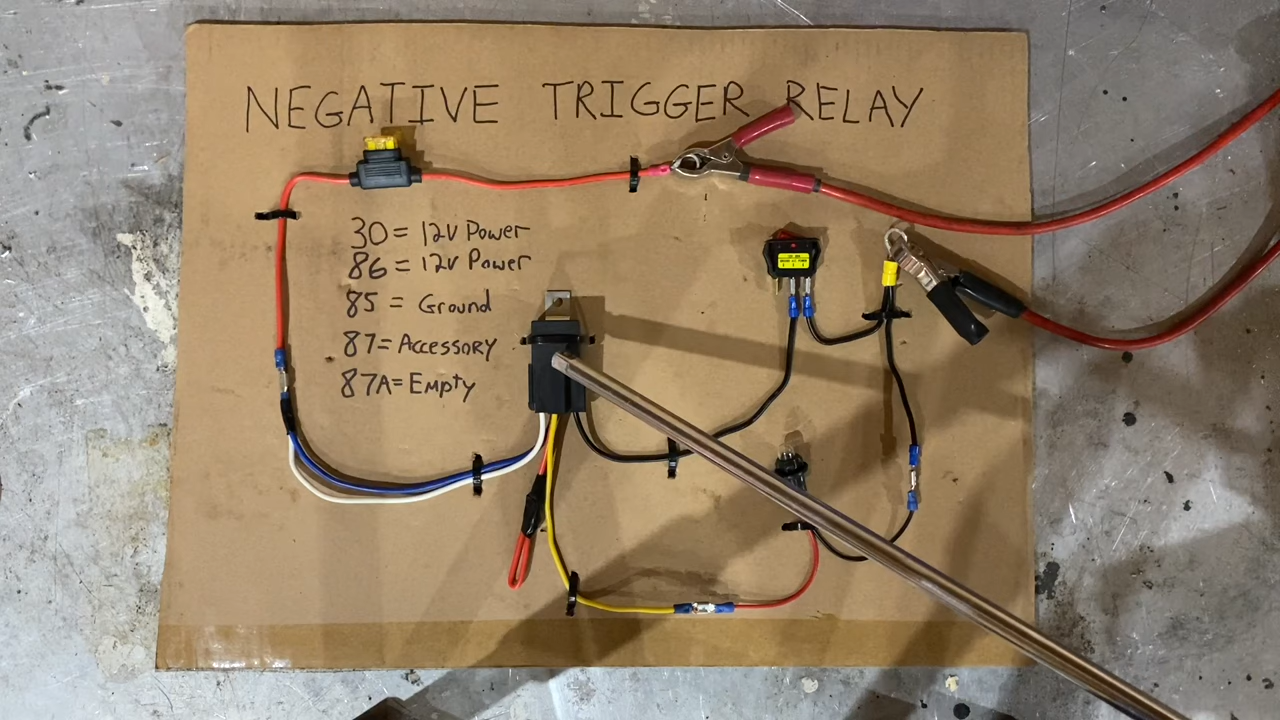 NEGATIVE TRIGGER RELAY
30 = 12V Power
86 = 12V Power
85 = Ground
87 = Accessory
87A = Empty